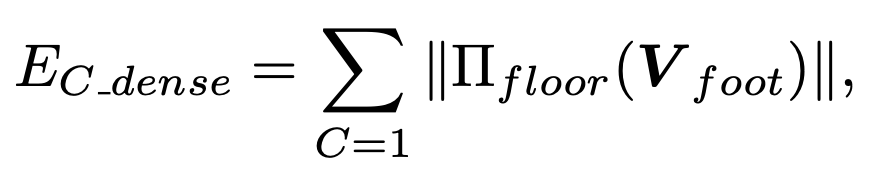 E_{C\_dense} = \sum_{C=1} \|\Pi_{floor}(\boldsymbol{V}_{foot})\|,